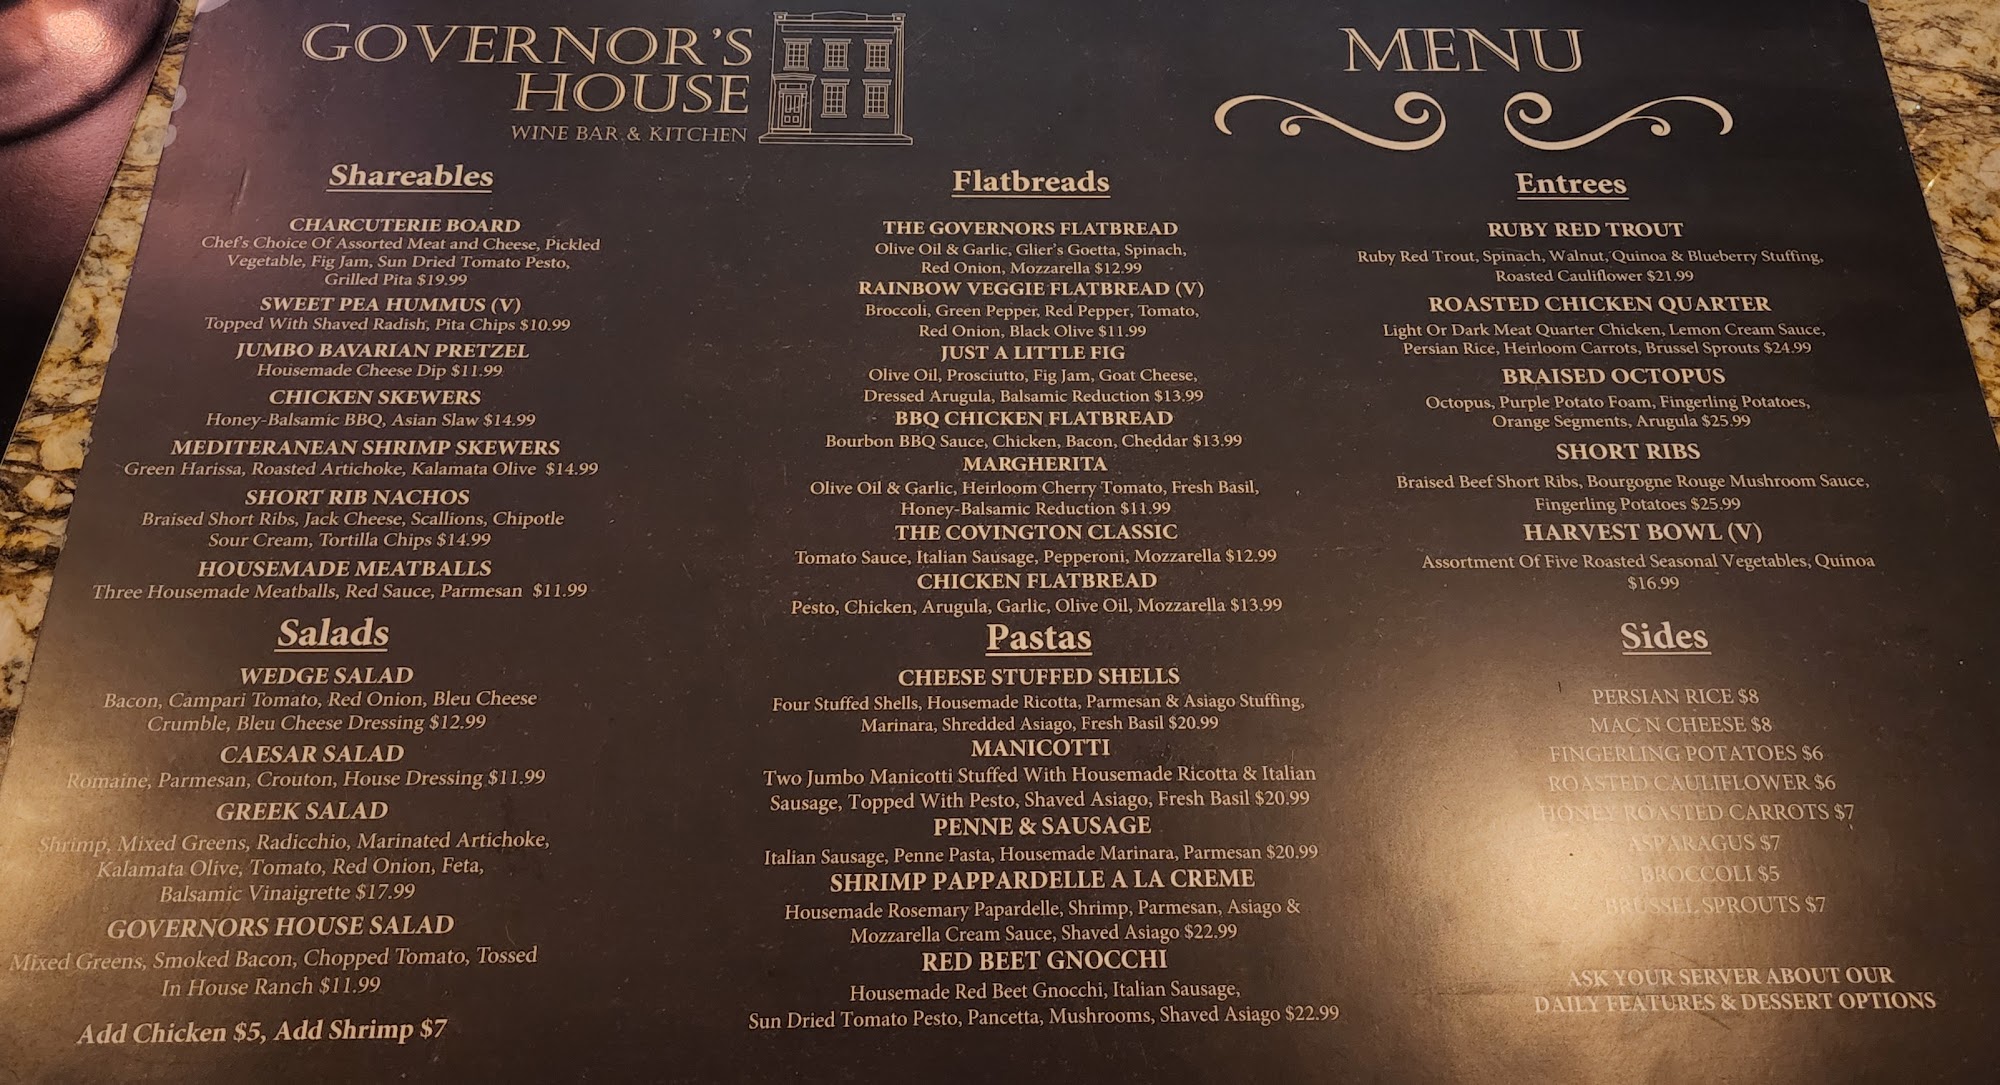 GOVERNOR'S
HOUSE
WINE BAR & KITCHEN
MENU
Shareables
CHARCUTERIE BOARD
Chef's Choice Of Assorted Meat and Cheese, Pickled
Vegetable, Fig Jam, Sun Dried Tomato Pesto,
Grilled Pita $19.99
SWEET PEA HUMMUS (V)
Topped With Shaved Radish, Pita Chips $10.99
JUMBO BAVARIAN PRETZEL
Housemade Cheese Dip $11.99
CHICKEN SKEWERS
Honey-Balsamic BBQ, Asian Slaw $14.99
MEDITERANEAN SHRIMP SKEWERS
Green Harissa, Roasted Artichoke, Kalamata Olive $14.99
SHORT RIB NACHOS
Braised Short Ribs, Jack Cheese, Scallions, Chipotle
Sour Cream, Tortilla Chips $14.99
HOUSEMADE MEATBALLS
Three Housemade Meatballs, Red Sauce, Parmesan $11.99
Salads
WEDGE SALAD
Bacon, Campari Tomato, Red Onion, Bleu Cheese
Crumble, Bleu Cheese Dressing $12.99
CAESAR SALAD
Romaine, Parmesan, Crouton, House Dressing $11.99
GREEK SALAD
Shrimp, Mixed Greens, Radicchio, Marinated Artichoke,
Kalamata Olive, Tomato, Red Onion, Feta,
Balsamic Vinaigrette $17.99
GOVERNORS HOUSE SALAD
Mixed Greens, Smoked Bacon, Chopped Tomato, Tossed
In House Ranch $11.99
Add Chicken $5, Add Shrimp $7
Flatbreads
THE GOVERNORS FLATBREAD
Olive Oil & Garlic, Glier's Goetta, Spinach,
Red Onion, Mozzarella $12.99
RAINBOW VEGGIE FLATBREAD (V)
Broccoli, Green Pepper, Red Pepper, Tomato,
Red Onion, Black Olive $11.99
JUST A LITTLE FIG
Olive Oil, Prosciutto, Fig Jam, Goat Cheese,
Dressed Arugula, Balsamic Reduction $13.99
BBQ CHICKEN FLATBREAD
Bourbon BBQ Sauce, Chicken, Bacon, Cheddar $13.99
MARGHERITA
Olive Oil & Garlic, Heirloom Cherry Tomato, Fresh Basil,
Honey-Balsamic Reduction $11.99
THE COVINGTON CLASSIC
Tomato Sauce, Italian Sausage, Pepperoni, Mozzarella $12.99
CHICKEN FLATBREAD
Pesto, Chicken, Arugula, Garlic, Olive Oil, Mozzarella $13.99
Pastas
CHEESE STUFFED SHELLS
Four Stuffed Shells, Housemade Ricotta, Parmesan & Asiago Stuffing,
Marinara, Shredded Asiago, Fresh Basil $20.99
MANICOTTI
Two Jumbo Manicotti Stuffed With Housemade Ricotta & Italian
Sausage, Topped With Pesto, Shaved Asiago, Fresh Basil $20.99
PENNE & SAUSAGE
Italian Sausage, Penne Pasta, Housemade Marinara, Parmesan $20.99
SHRIMP PAPPARDELLE A LA CREME
Housemade Rosemary Papardelle, Shrimp, Parmesan, Asiago &
Mozzarella Cream Sauce, Shaved Asiago $22.99
RED BEET GNOCCHI
Housemade Red Beet Gnocchi, Italian Sausage,
Sun Dried Tomato Pesto, Pancetta, Mushrooms, Shaved Asiago $22.99
Entrees
RUBY RED TROUT
Ruby Red Trout, Spinach, Walnut, Quinoa & Blueberry Stuffing,
Roasted Cauliflower $21.99
ROASTED CHICKEN QUARTER
Light Or Dark Meat Quarter Chicken, Lemon Cream Sauce,
Persian Rice, Heirloom Carrots, Brussel Sprouts $24.99
BRAISED OCTOPUS
Octopus, Purple Potato Foam, Fingerling Potatoes,
Orange Segments, Arugula $25.99
SHORT RIBS
Braised Beef Short Ribs, Bourgogne Rouge Mushroom Sauce,
Fingerling Potatoes $25.99
HARVEST BOWL (V)
Assortment Of Five Roasted Seasonal Vegetables, Quinoa
$16.99
Sides
PERSIAN RICE $8
MAC N CHEESE $8
FINGERLING POTATOES $6
ROASTED CAULIFLOWER $6
HONEY ROASTED CARROTS $7
ASPARAGUS $7
BROCCOLI $5
BRUSSEL SPROUTS $7
ASK YOUR SERVER ABOUT OUR
DAILY FEATURES & DESSERT OPTIONS